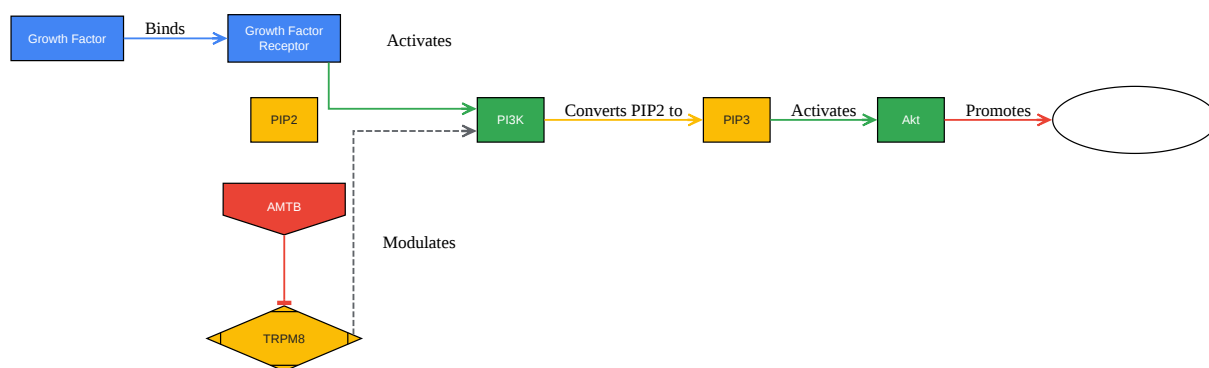 Growth Factor
Binds
Growth Factor
Receptor
Activates
PIP2
PI3K
Converts PIP2 to
PIP3
Activates
Akt
Promotes
AMTB
Modulates
TRPM8